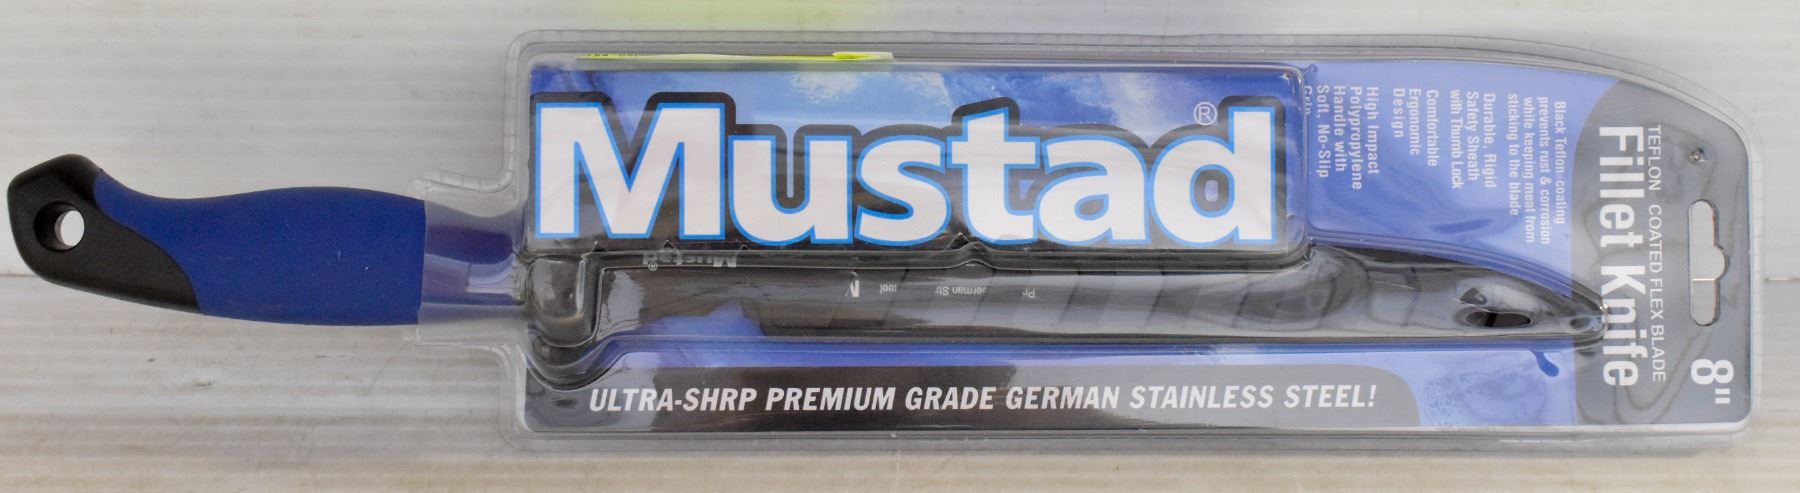 Mustad®
High Impact
Polypropylene
Handle with
Soft, No-Slip
Grip
Comfortable
Ergonomic
Design
Durable, Rigid
Safety Sheath
with Thumb Lock
Black Teflon coating
prevents rust & corrosion
while keeping meat from
sticking to the blade
TEFLON COATED FLEX BLADE
Fillet Knife
8"
Mustad®
ULTRA-SHRP PREMIUM GRADE GERMAN STAINLESS STEEL!